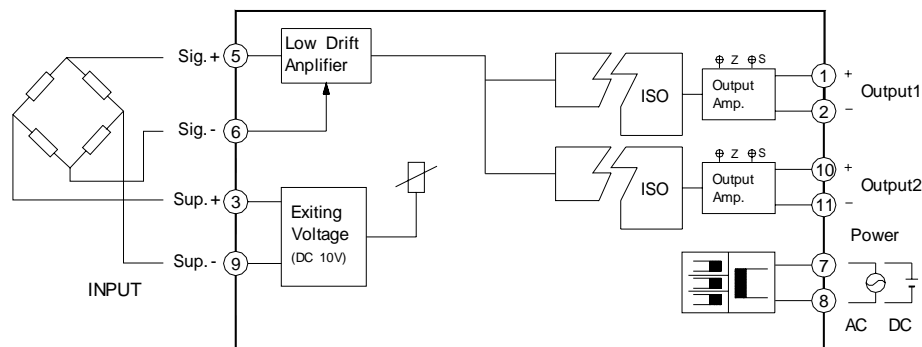 Sig.+
5
Low Drift
Anplifier
Sig.-
6
Sup.+
3
Exiting
Voltage
(DC 10V)
Sup.-
9
INPUT
ISO
Z S
Output
Amp.
1
+
2
−
Output1
ISO
Z S
Output
Amp.
10
+
11
−
Output2
Power
7
8
AC DC